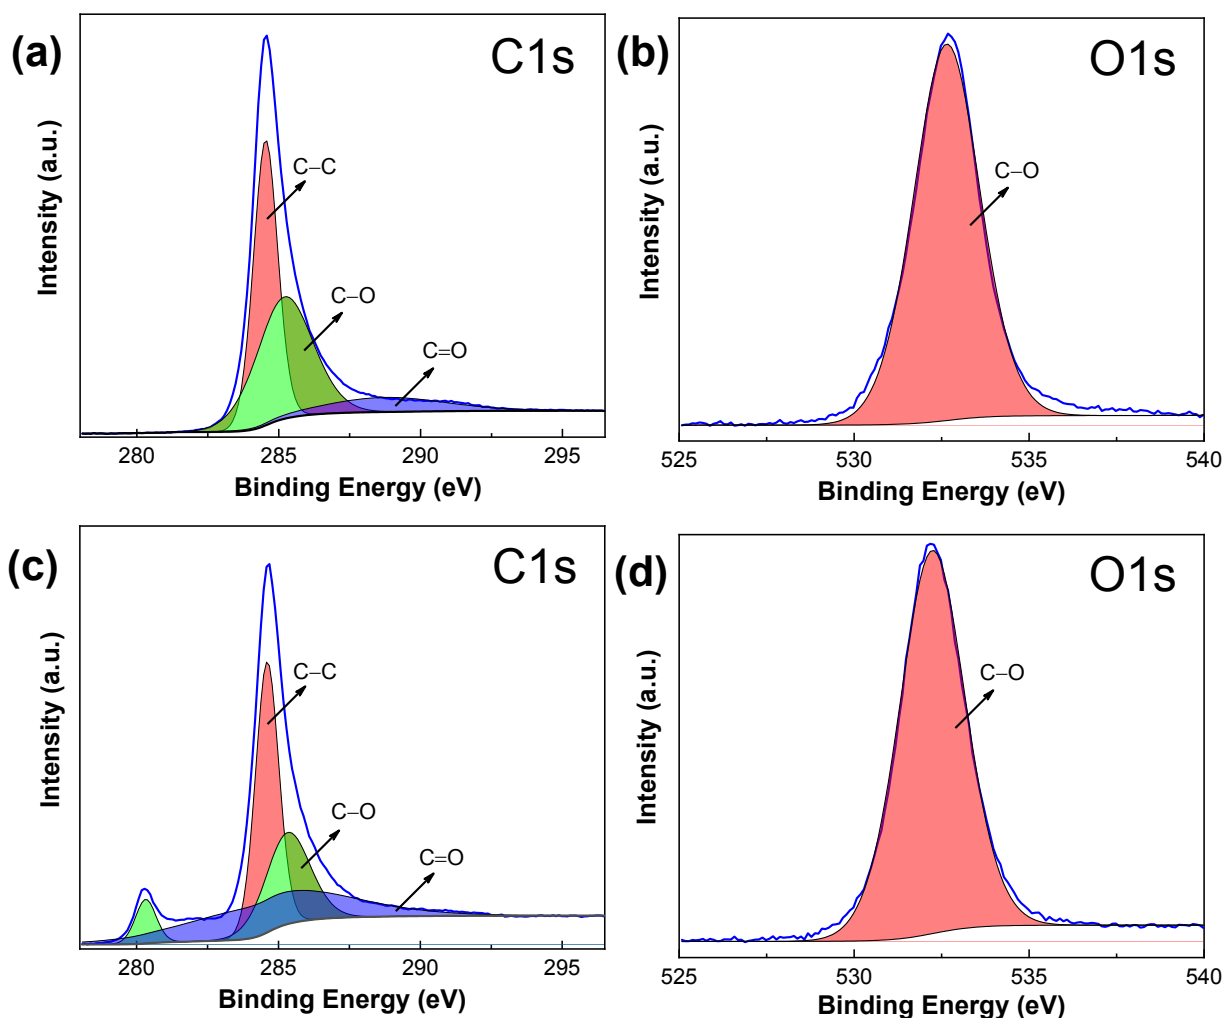 (a)
C1s
Intensity (a.u.)
C–C
C–O
C=O
280
285
290
295
Binding Energy (eV)
(b)
O1s
Intensity (a.u.)
C–O
525
530
535
540
Binding Energy (eV)
(c)
C1s
Intensity (a.u.)
C–C
C–O
C=O
280
285
290
295
Binding Energy (eV)
(d)
O1s
Intensity (a.u.)
C–O
525
530
535
540
Binding Energy (eV)